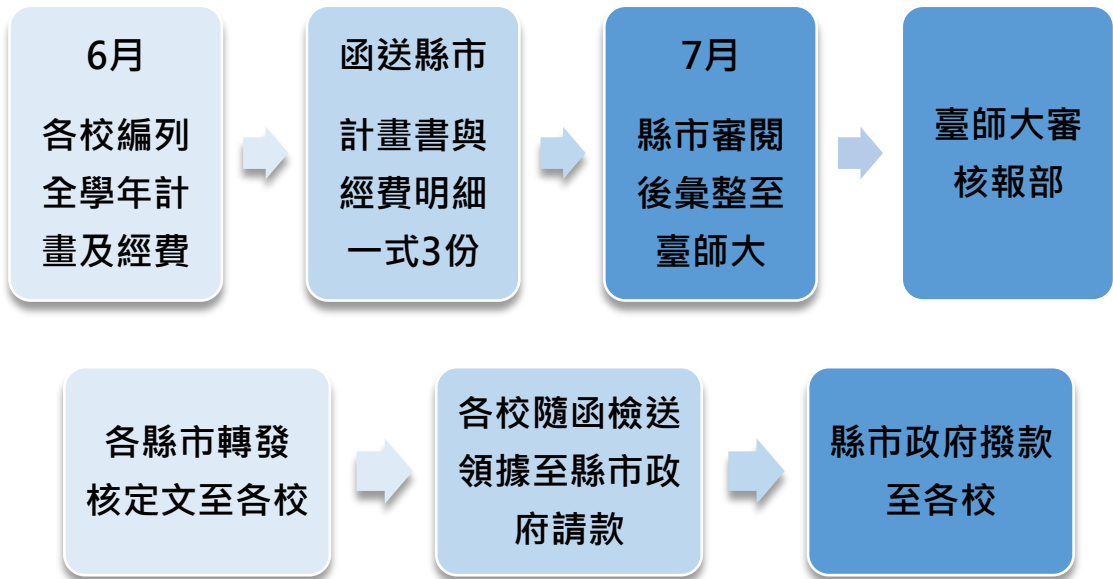 6月
各校編列
全學年計
畫及經費
函送縣市
計畫書與
經費明細
一式3份
7月
縣市審閱
後彙整至
臺師大
臺師大審
核報部
各縣市轉發
核定文至各校
各校隨函檢送
領據至縣市政
府請款
縣市政府撥款
至各校